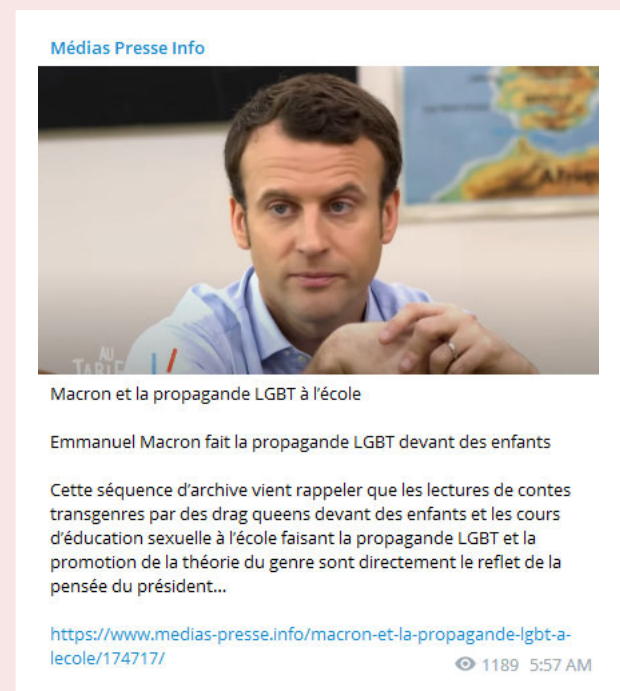 Médias Presse Info
Afriq
AU
TABLE
Macron et la propagande LGBT à l'école
Emmanuel Macron fait la propagande LGBT devant des enfants
Cette séquence d'archive vient rappeler que les lectures de contes
transgenres par des drag queens devant des enfants et les cours
d'éducation sexuelle à l'école faisant la propagande LGBT et la
promotion de la théorie du genre sont directement le reflet de la
pensée du président...
https://www.medias-presse.info/macron-et-la-propagande-lgbt-a-
lecole/174717/
1189 5:57 AM